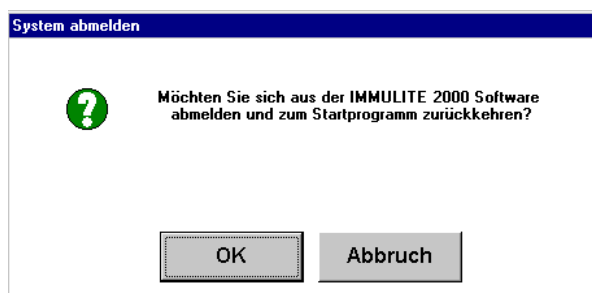 System abmelden
Möchten Sie sich aus der IMMULITE 2000 Software
abmelden und zum Startprogramm zurückkehren?
OK
Abbruch